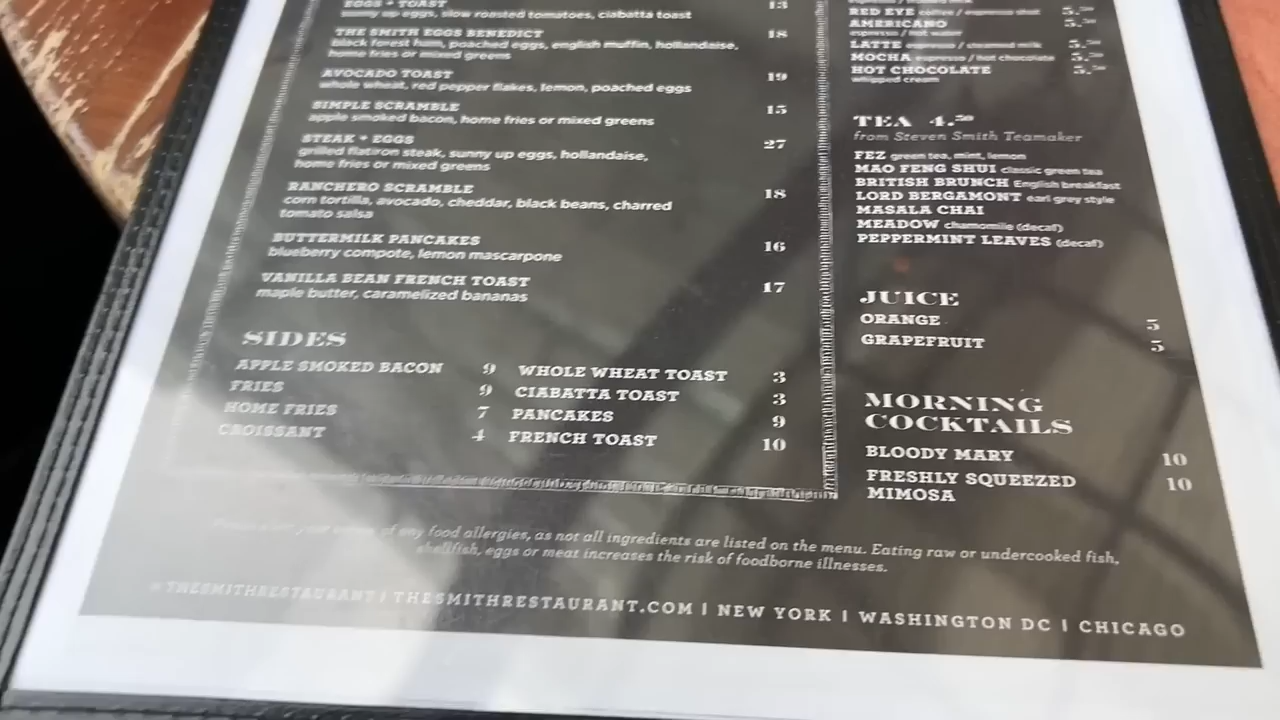 EGGS + TOAST 13
sunny up eggs, slow roasted tomatoes, ciabatta toast
THE SMITH EGGS BENEDICT 18
black forest ham, poached eggs, english muffin, hollandaise,
home fries or mixed greens
AVOCADO TOAST 19
whole wheat, red pepper flakes, lemon, poached eggs
SIMPLE SCRAMBLE 15
apple smoked bacon, home fries or mixed greens
STEAK + EGGS 27
grilled flatiron steak, sunny up eggs, hollandaise,
home fries or mixed greens
RANCHERO SCRAMBLE 18
corn tortilla, avocado, cheddar, black beans, charred
tomato salsa
BUTTERMILK PANCAKES 16
blueberry compote, lemon mascarpone
VANILLA BEAN FRENCH TOAST 17
maple butter, caramelized bananas
SIDES
APPLE SMOKED BACON 9
FRIES 9
HOME FRIES 7
CROISSANT 4
WHOLE WHEAT TOAST 3
CIABATTA TOAST 3
PANCAKES 9
FRENCH TOAST 10
RED EYE coffee / espresso shot 5.50
AMERICANO 5.50
espresso / hot water
LATTE espresso / steamed milk 5.50
MOCHA espresso / hot chocolate 5.50
HOT CHOCOLATE 5.50
whipped cream
TEA 4.50
from Steven Smith Teamaker
FEZ green tea, mint, lemon
MAO FENG SHUI classic green tea
BRITISH BRUNCH English breakfast
LORD BERGAMONT earl grey style
MASALA CHAI
MEADOW chamomile (decaf)
PEPPERMINT LEAVES (decaf)
JUICE
ORANGE 5
GRAPEFRUIT 5
MORNING
COCKTAILS
BLOODY MARY 10
FRESHLY SQUEEZED 10
MIMOSA
of any food allergies, as not all ingredients are listed on the menu. Eating raw or undercooked fish,
shellfish, eggs or meat increases the risk of foodborne illnesses.
THESMITHRESTAURANT | THESMITHRESTAURANT.COM | NEW YORK | WASHINGTON DC | CHICAGO